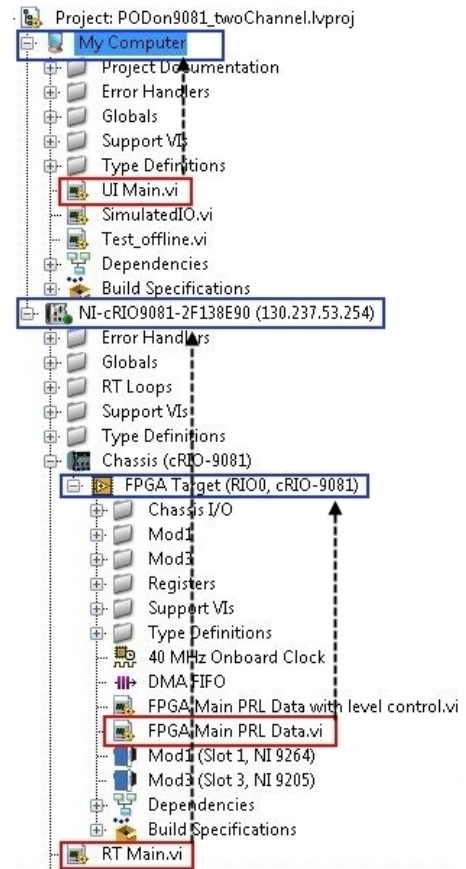 Project: PODon9081_twoChannel.lvproj
My Computer
Project Documentation
Error Handlers
Globals
Support VIs
Type Definitions
UI Main.vi
SimulatedIO.vi
Test_offline.vi
Dependencies
Build Specifications
NI-cRIO9081-2F138E90 (130.237.53.254)
Error Handlers
Globals
RT Loops
Support VIs
Type Definitions
Chassis (cRIO-9081)
FPGA Target (RIO0, cRIO-9081)
Chassis I/O
Mod1
Mod3
Registers
Support VIs
Type Definitions
40 MHz Onboard Clock
DMA FIFO
FPGA Main PRL Data with level control.vi
FPGA Main PRL Data.vi
Mod1 (Slot 1, NI 9264)
Mod3 (Slot 3, NI 9205)
Dependencies
Build Specifications
RT Main.vi